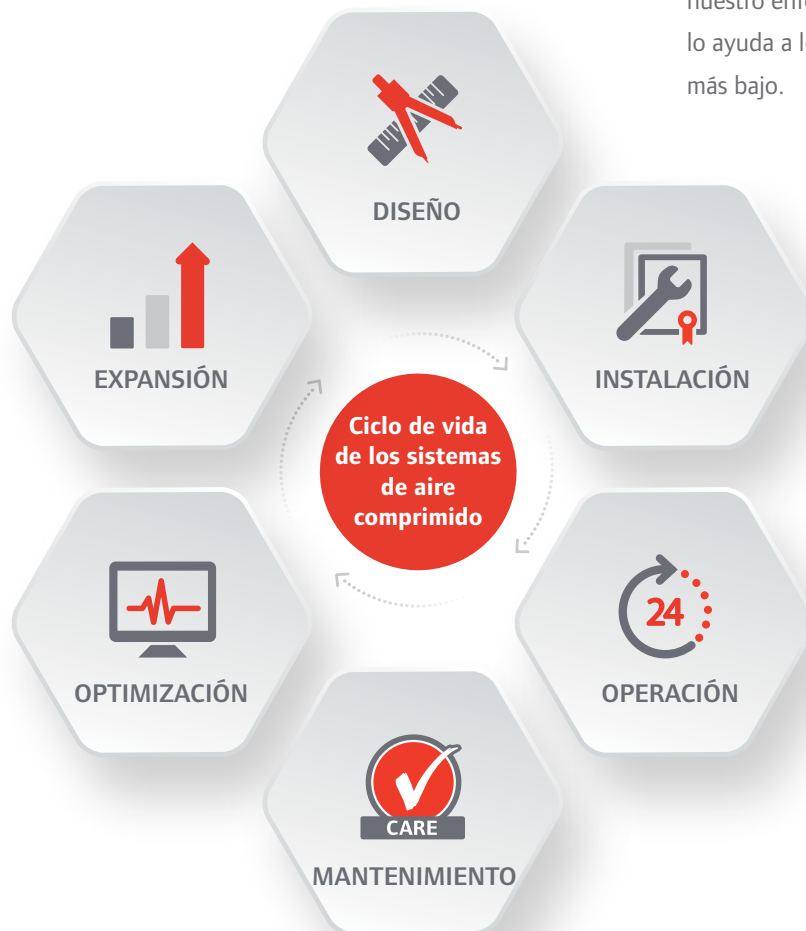 lo ayuda a
más bajo.
DISEÑO
INSTALACIÓN
EXPANSIÓN
Ciclo de vida
de los sistemas
de aire
comprimido
24
OPERACIÓN
OPTIMIZACIÓN
CARE
MANTENIMIENTO